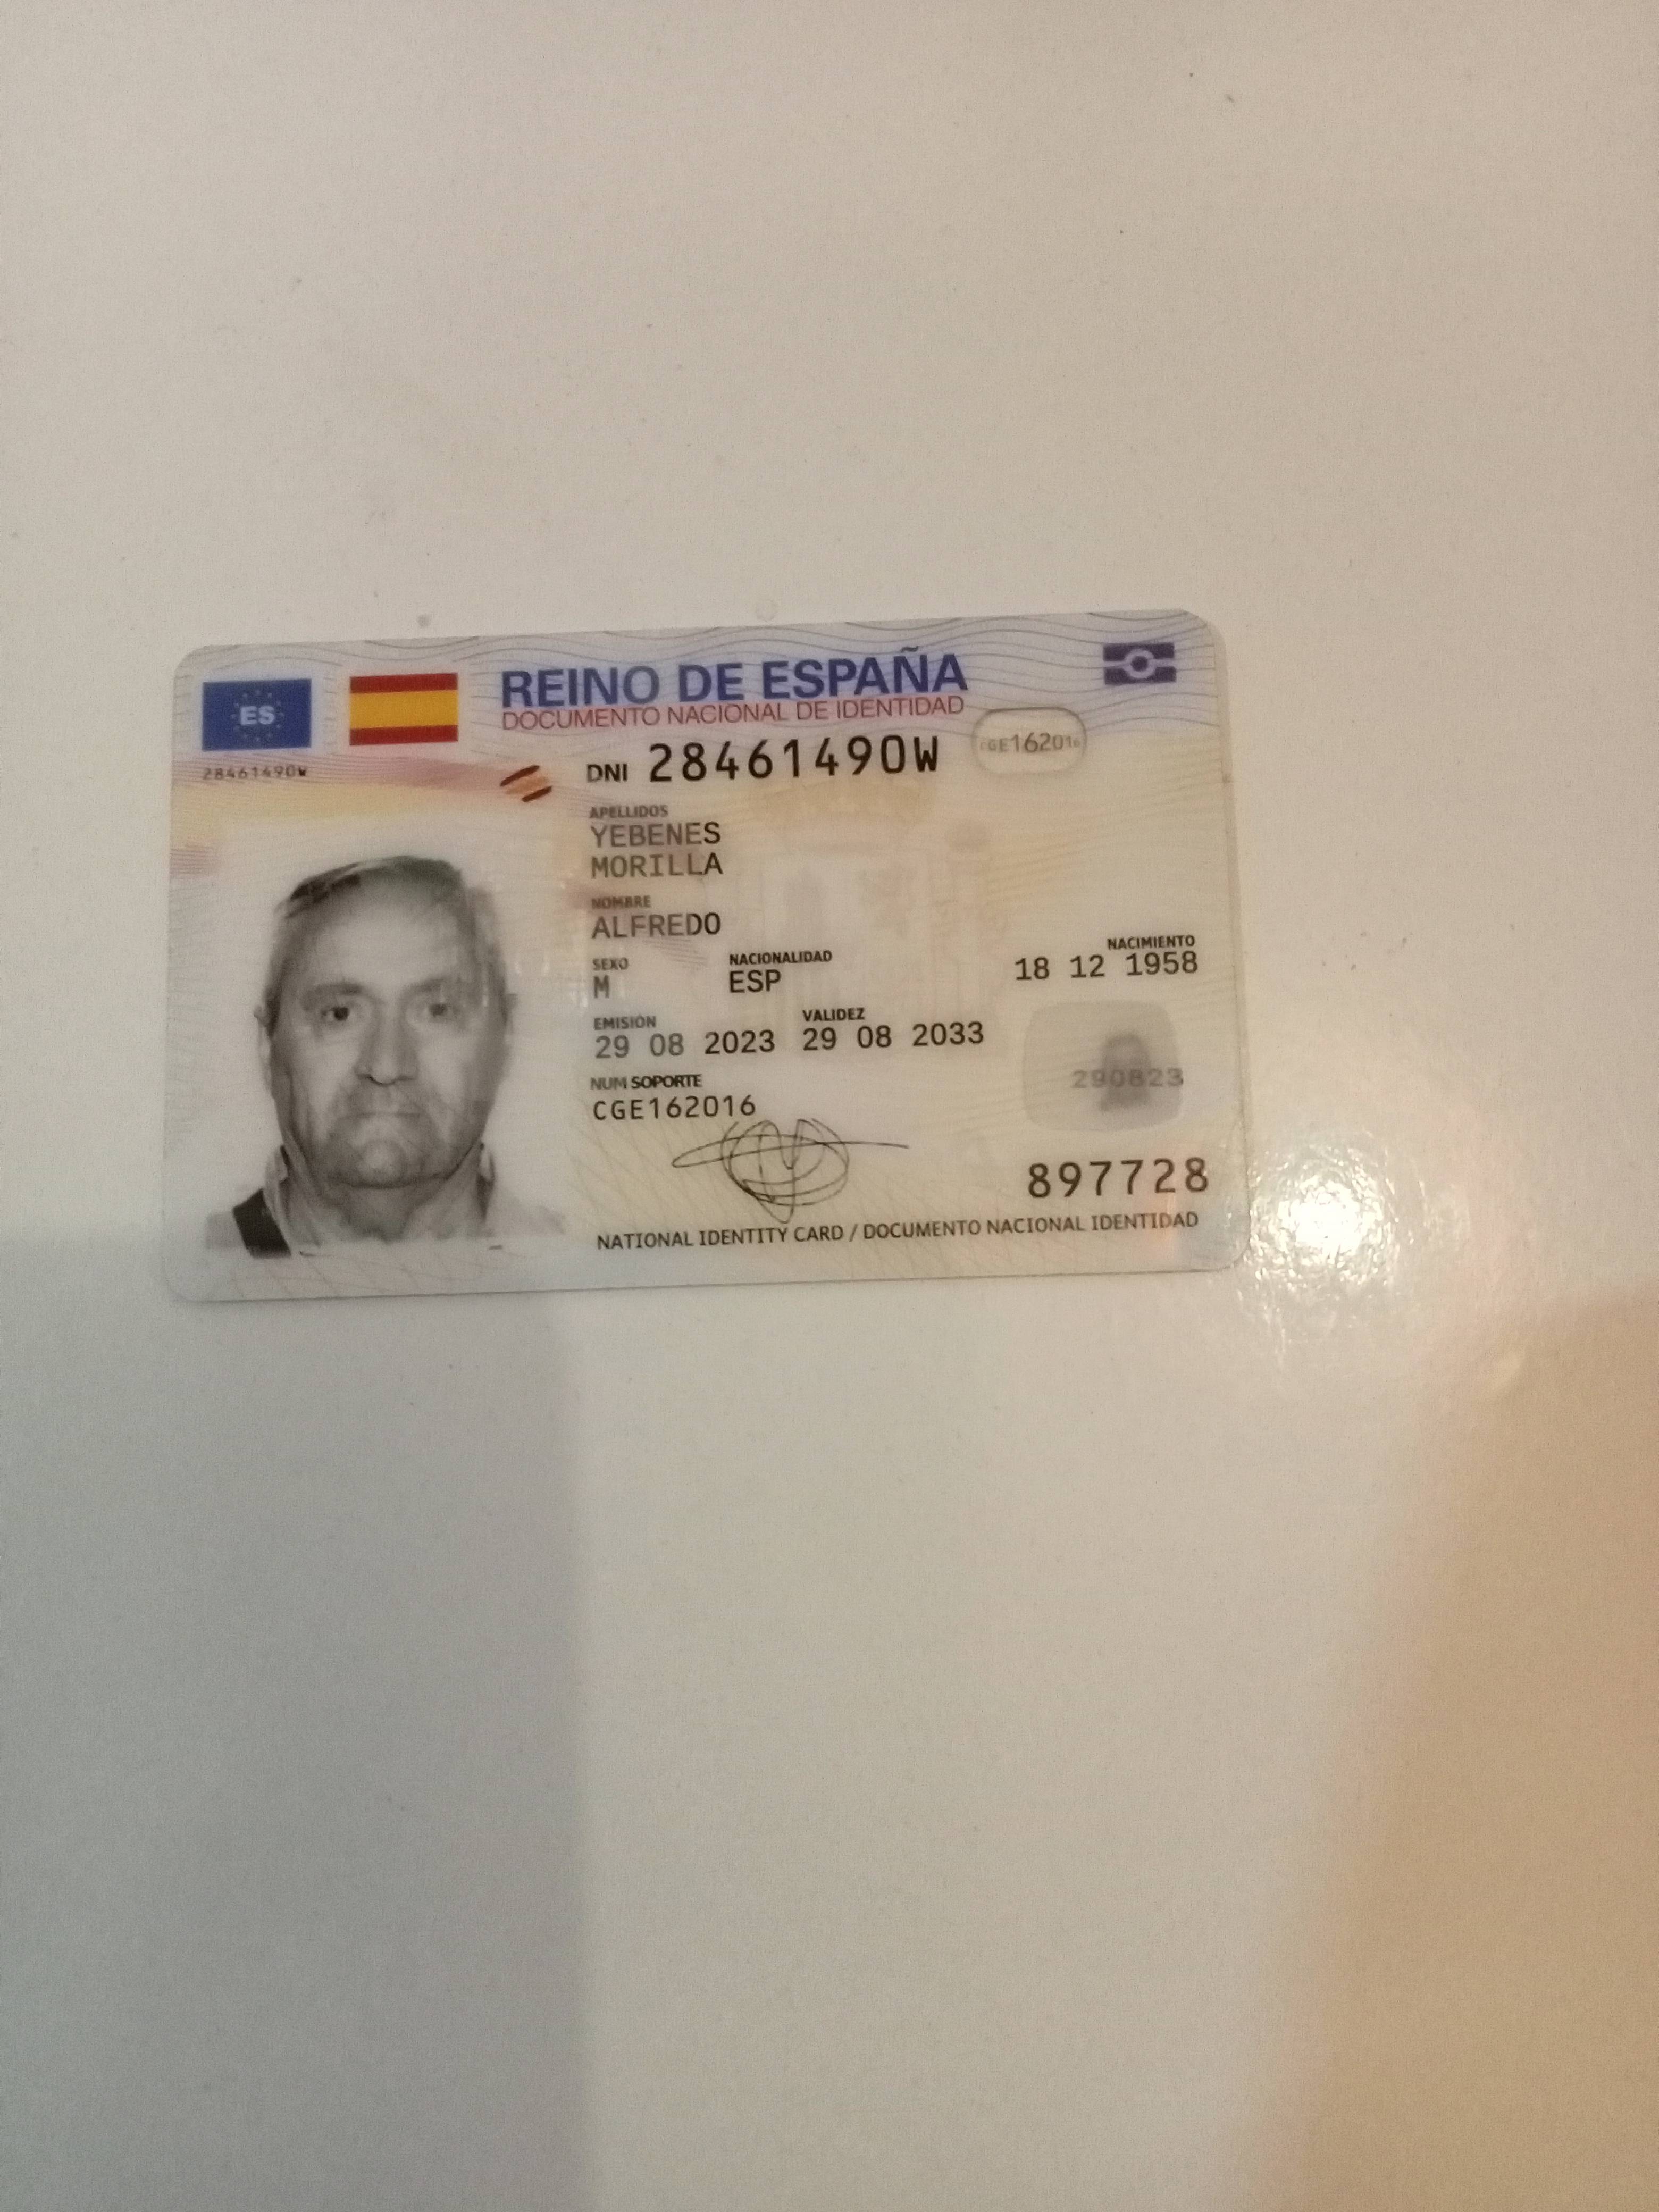 ES
REINO DE ESPAÑA
DOCUMENTO NACIONAL DE IDENTIDAD
28461490W
DNI 28461490W
CGE162016
APELLIDOS
YEBENES
MORILLA
NOMBRE
ALFREDO
SEXO NACIONALIDAD NACIMIENTO
M ESP 18 12 1958
EMISIÓN VALIDEZ
29 08 2023 29 08 2033
290823
NUM SOPORTE
CGE162016
897728
NATIONAL IDENTITY CARD / DOCUMENTO NACIONAL IDENTIDAD